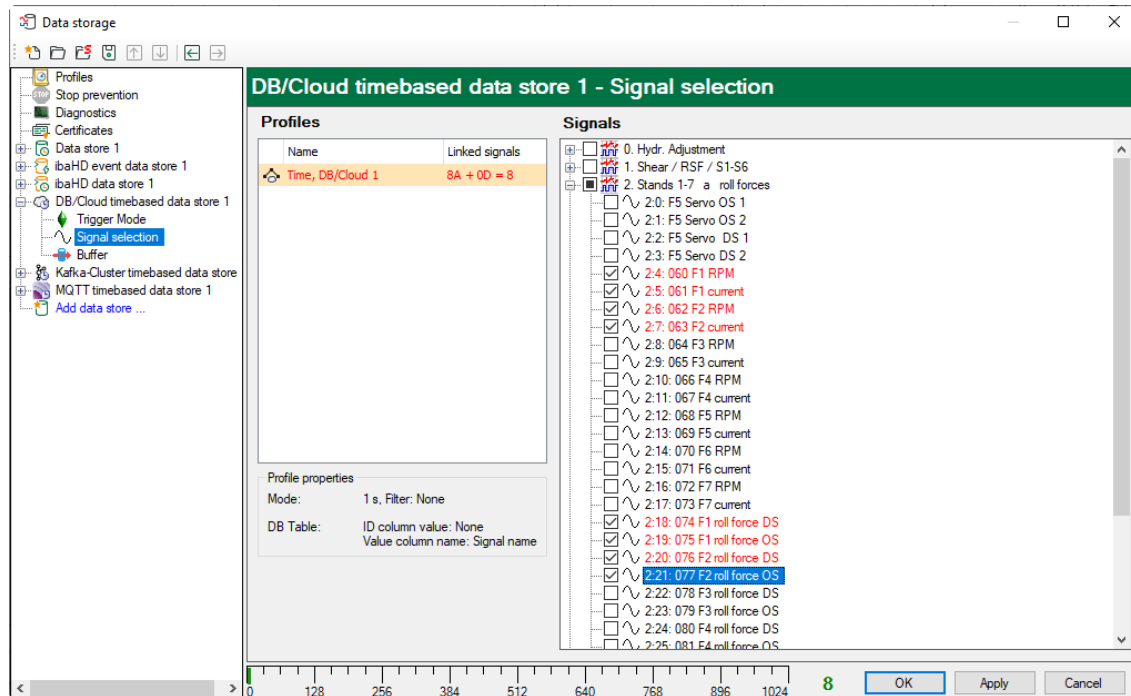 Data storage
Profiles
Stop prevention
Diagnostics
Certificates
Data store 1
ibaHD event data store 1
ibaHD data store 1
DB/Cloud timebased data store 1
Trigger Mode
Signal selection
Buffer
Kafka-Cluster timebased data store
MQTT timebased data store 1
Add data store ...
DB/Cloud timebased data store 1 - Signal selection
Profiles
Name Linked signals
Time, DB/Cloud 1 8A + 0D = 8
Profile properties
Mode: 1 s, Filter: None
DB Table: ID column value: None
Value column name: Signal name
Signals
0. Hydr. Adjustment
1. Shear / RSF / S1-S6
2. Stands 1-7 a roll forces
2:0: F5 Servo OS 1
2:1: F5 Servo OS 2
2:2: F5 Servo DS 1
2:3: F5 Servo DS 2
2:4: 060 F1 RPM
2:5: 061 F1 current
2:6: 062 F2 RPM
2:7: 063 F2 current
2:8: 064 F3 RPM
2:9: 065 F3 current
2:10: 066 F4 RPM
2:11: 067 F4 current
2:12: 068 F5 RPM
2:13: 069 F5 current
2:14: 070 F6 RPM
2:15: 071 F6 current
2:16: 072 F7 RPM
2:17: 073 F7 current
2:18: 074 F1 roll force DS
2:19: 075 F1 roll force OS
2:20: 076 F2 roll force DS
2:21: 077 F2 roll force OS
2:22: 078 F3 roll force DS
2:23: 079 F3 roll force OS
2:24: 080 F4 roll force DS
2:25: 081 F4 roll force OS
0 128 256 384 512 640 768 896 1024
8
OK Apply Cancel